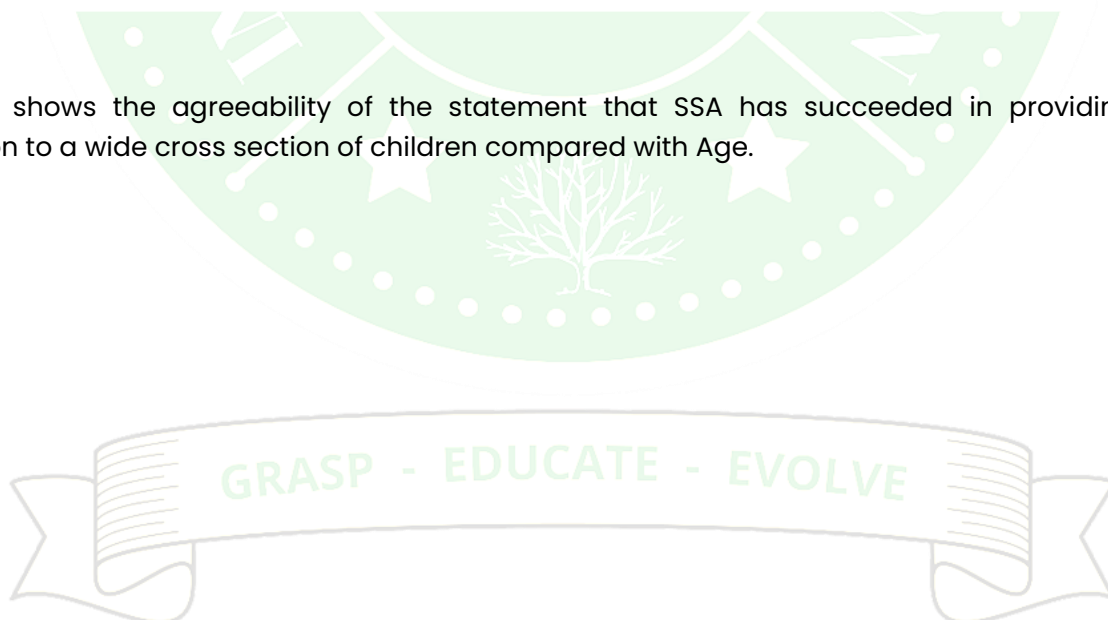 shows the agreeability of the statement that SSA has succeeded in providin
on to a wide cross section of children compared with Age.
GRASP - EDUCATE - EVOLVE